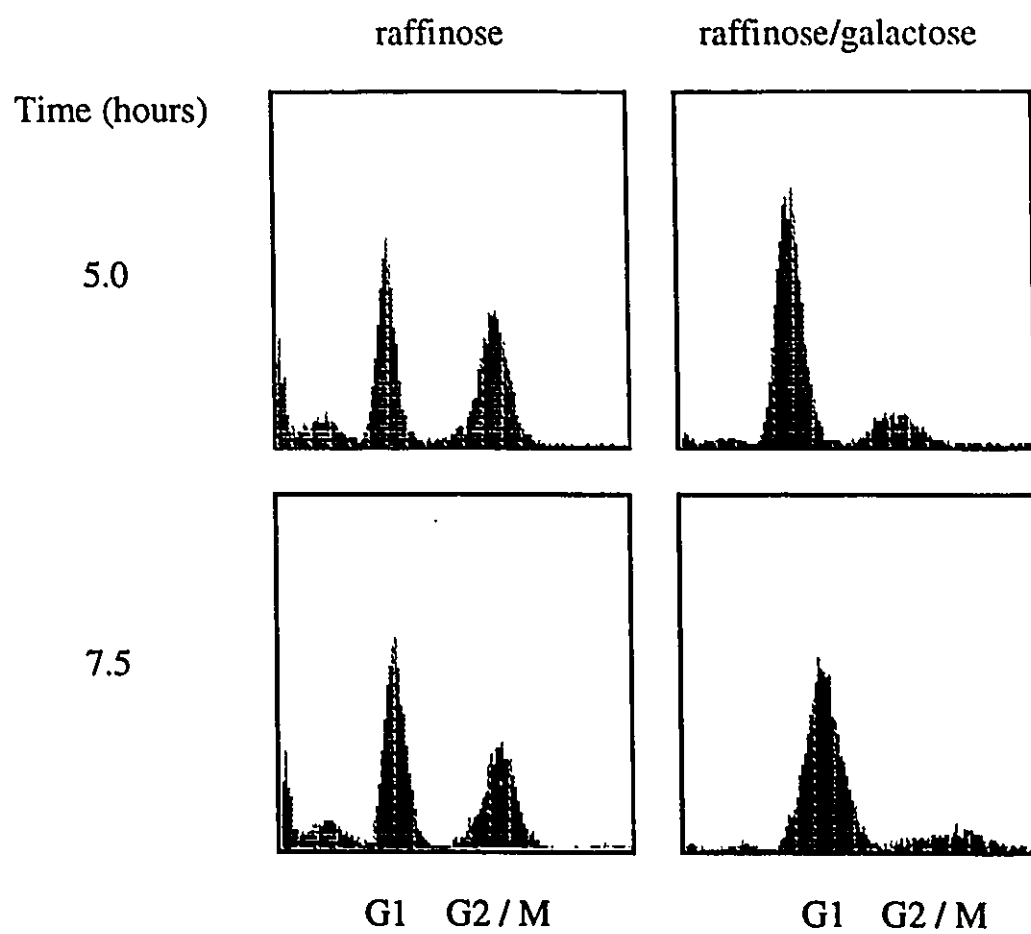 raffinose raffinose/galactose
Time (hours)
5.0
7.5
G1 G2 / M G1 G2 / M